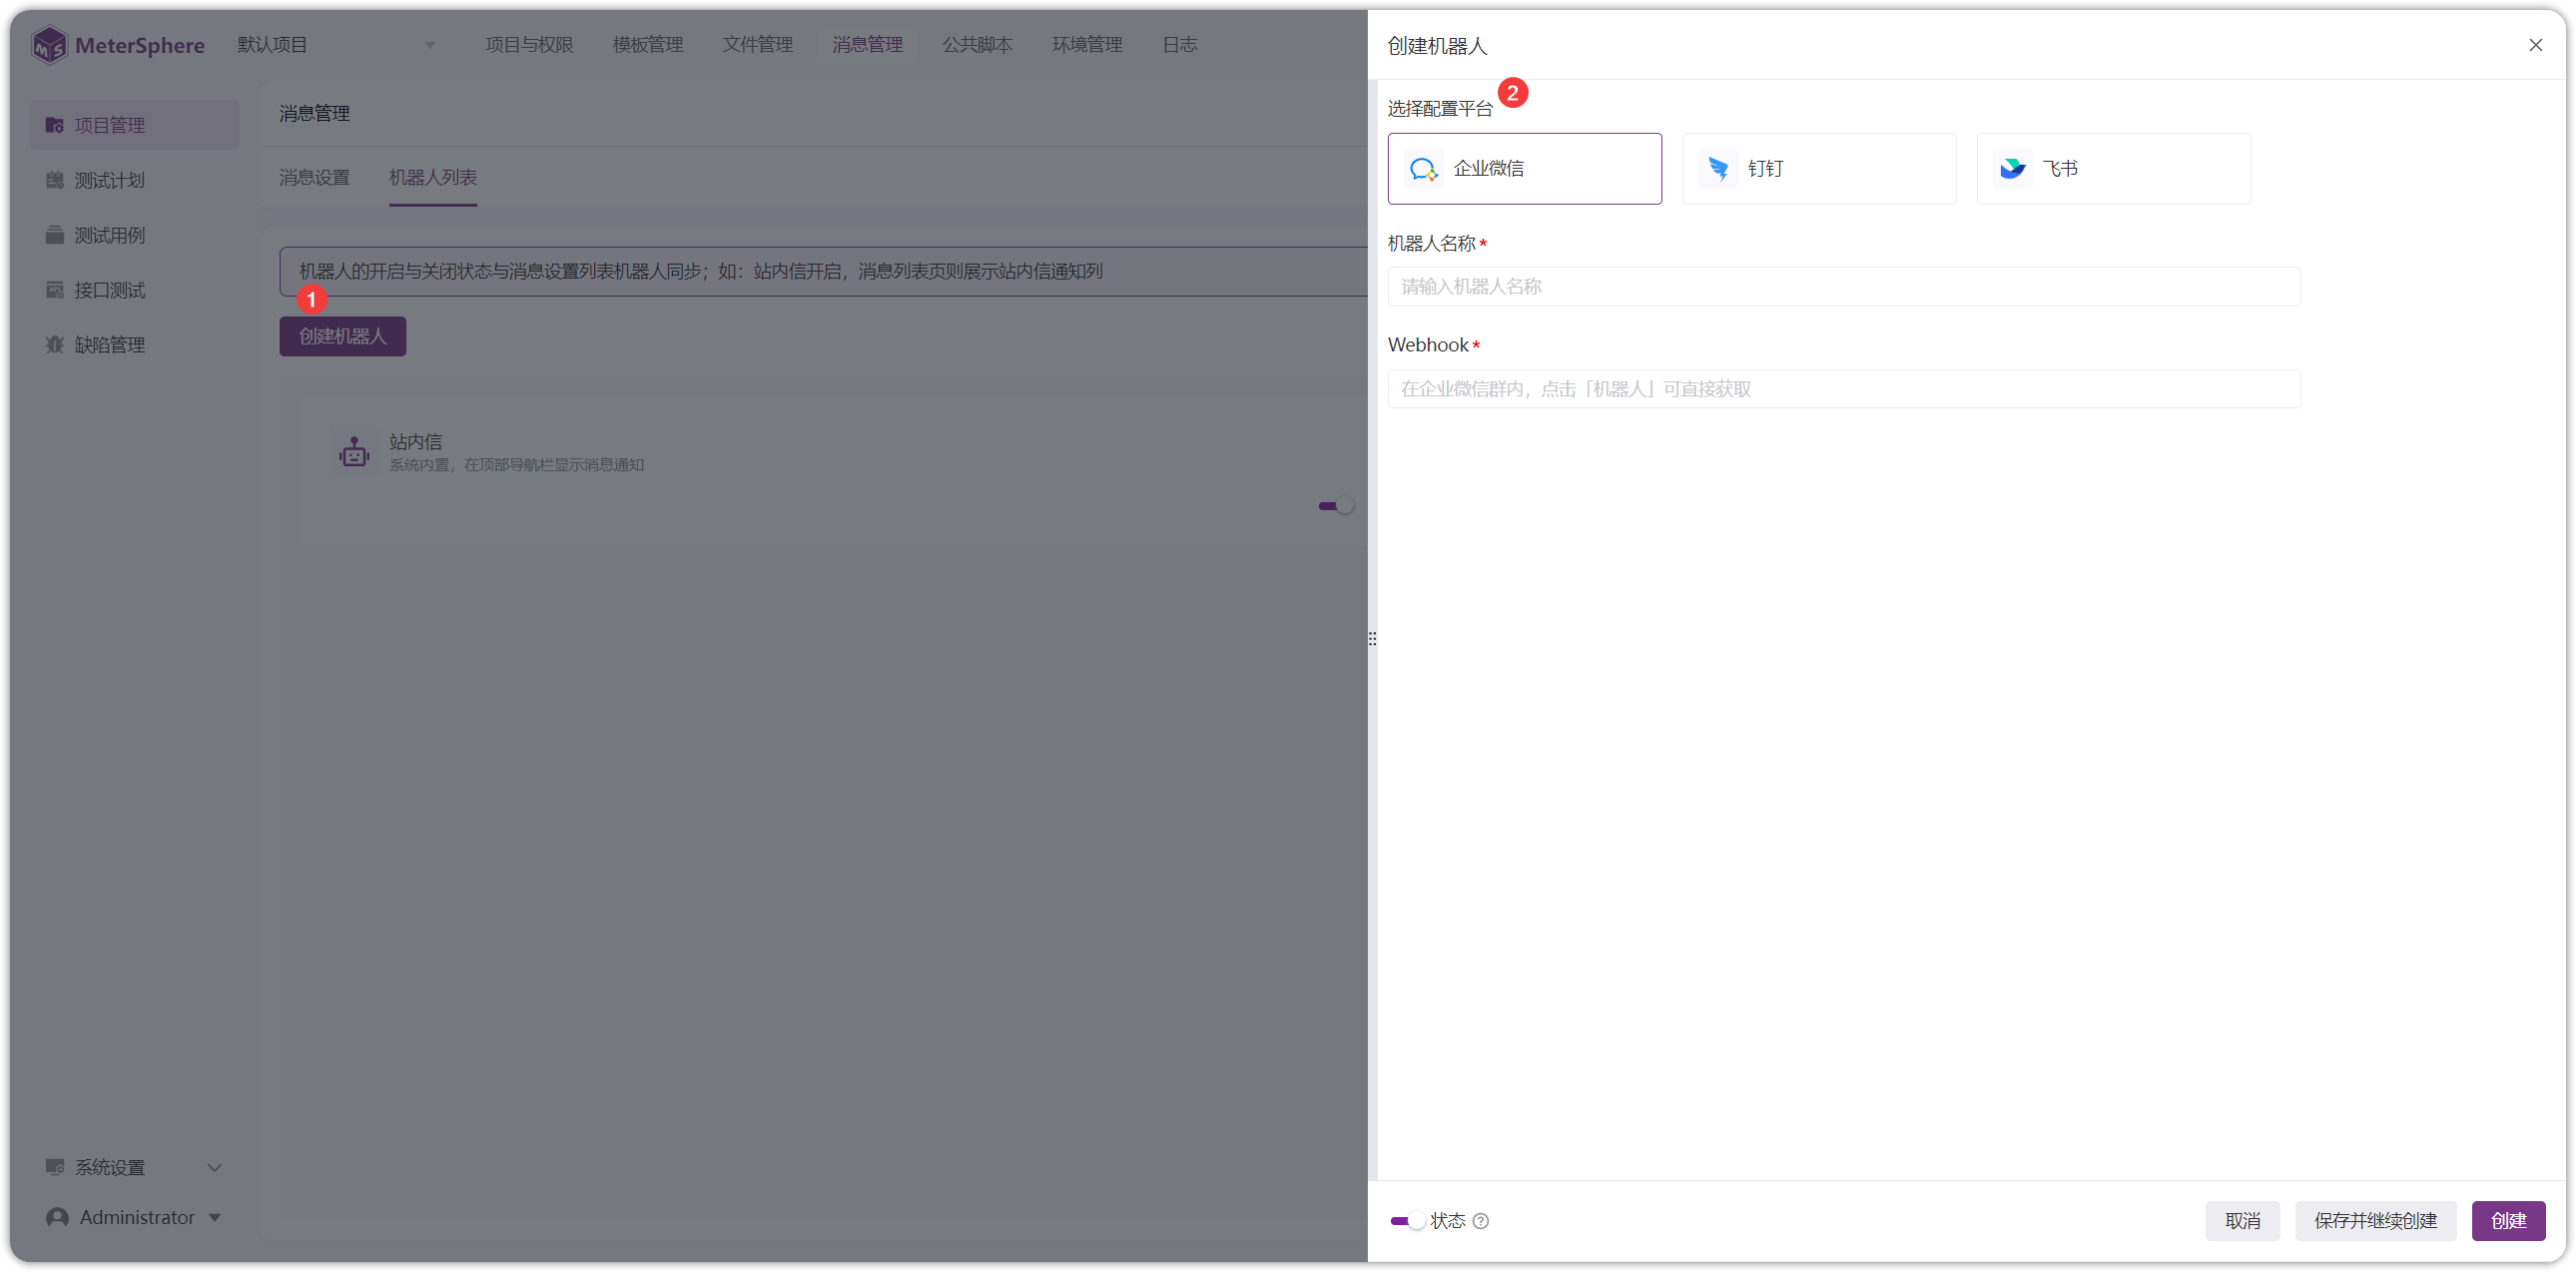 MeterSphere 默认项目 项目与权限 模板管理 文件管理 消息管理 公共脚本 环境管理 日志
项目管理
测试计划
测试用例
接口测试
缺陷管理
系统设置
Administrator
消息管理
消息设置 机器人列表
机器人的开启与关闭状态与消息设置列表机器人同步；如：站内信开启，消息列表页则展示站内信通知列
1
创建机器人
站内信
系统内置，在顶部导航栏显示消息通知
创建机器人
选择配置平台 2
企业微信 钉钉 飞书
机器人名称*
请输入机器人名称
Webhook*
在企业微信群内，点击「机器人」可直接获取
状态 取消 保存并继续创建 创建